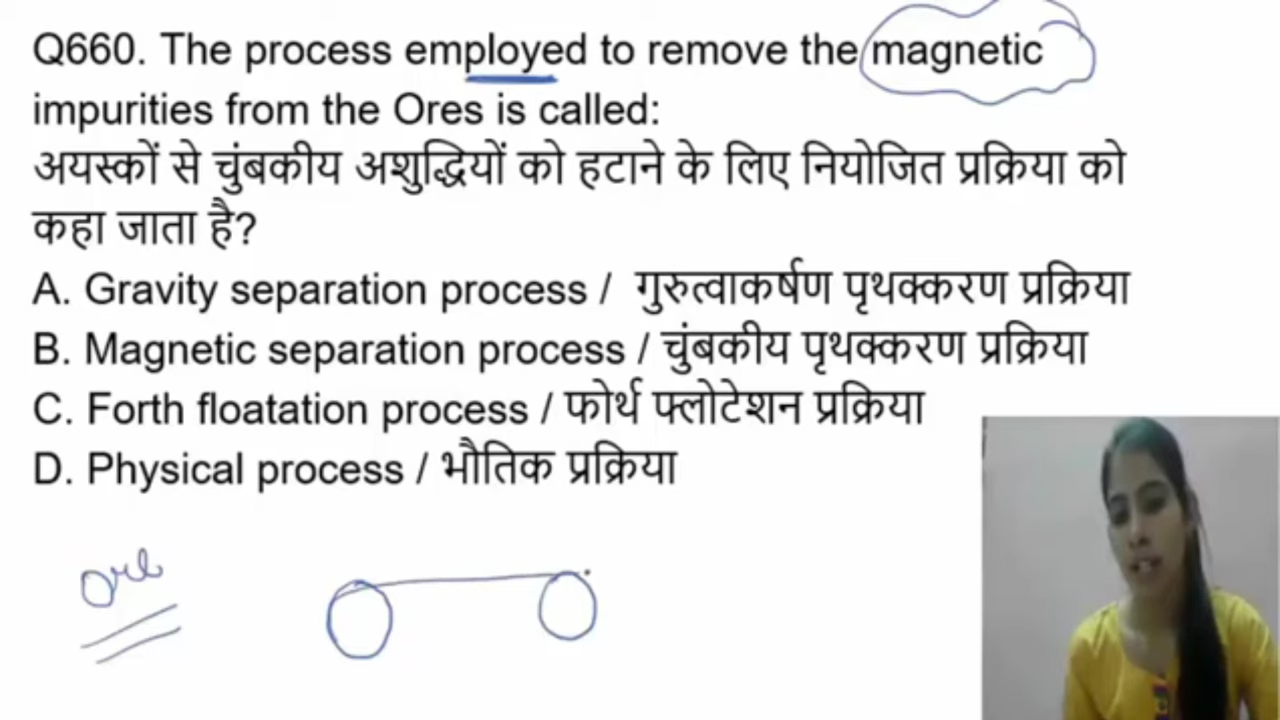 Q660. The process employed to remove the magnetic
impurities from the Ores is called:
अयस्कों से चुंबकीय अशुद्धियों को हटाने के लिए नियोजित प्रक्रिया को
कहा जाता है?
A. Gravity separation process / गुरुत्वाकर्षण पृथक्करण प्रक्रिया
B. Magnetic separation process / चुंबकीय पृथक्करण प्रक्रिया
C. Forth floatation process / फोर्थ फ्लोटेशन प्रक्रिया
D. Physical process / भौतिक प्रक्रिया
Ore